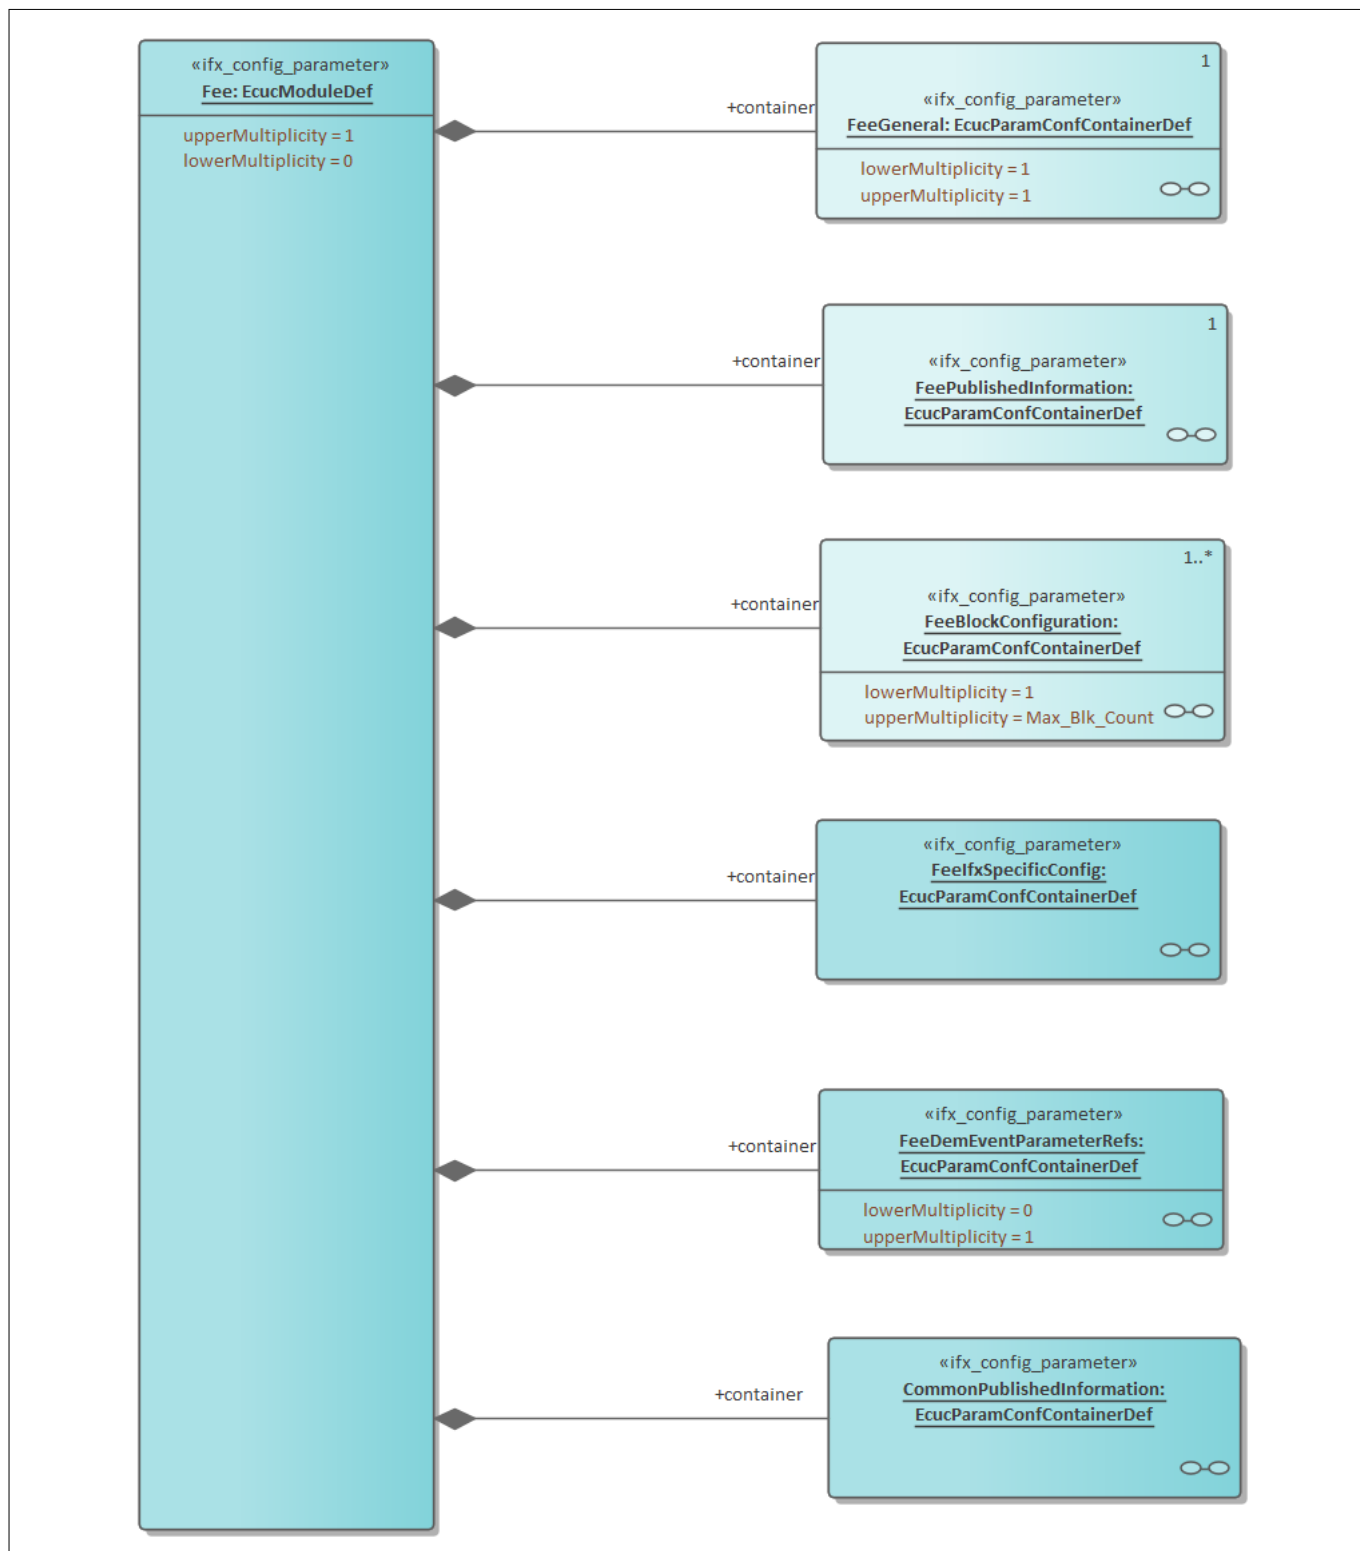 «ifx_config_parameter»
Fee: EcucModuleDef
upperMultiplicity = 1
lowerMultiplicity = 0
+container
1
«ifx_config_parameter»
FeeGeneral: EcucParamConfContainerDef
lowerMultiplicity = 1
upperMultiplicity = 1
+container
1
«ifx_config_parameter»
FeePublishedInformation:
EcucParamConfContainerDef
+container
1..*
«ifx_config_parameter»
FeeBlockConfiguration:
EcucParamConfContainerDef
lowerMultiplicity = 1
upperMultiplicity = Max_Blk_Count
+container
«ifx_config_parameter»
FeeIfxSpecificConfig:
EcucParamConfContainerDef
+container
«ifx_config_parameter»
FeeDemEventParameterRefs:
EcucParamConfContainerDef
lowerMultiplicity = 0
upperMultiplicity = 1
+container
«ifx_config_parameter»
CommonPublishedInformation:
EcucParamConfContainerDef